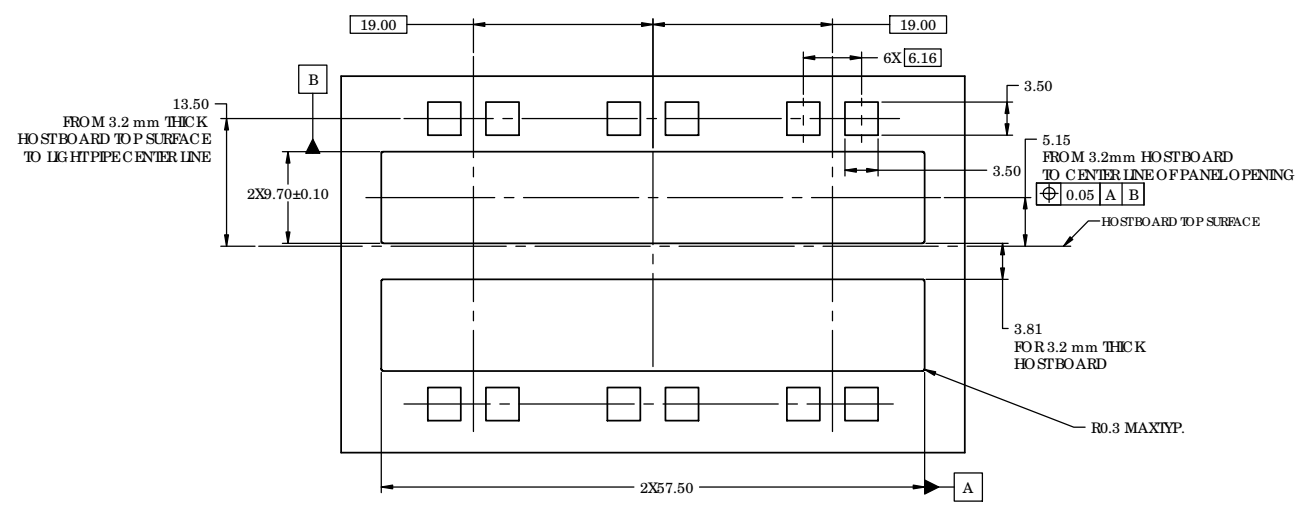 19.00
19.00
6X 6.16
B
3.50
13.50
FROM 3.2 mm THICK
HOSTBOARD TOP SURFACE
TO LIGHTPIPE CENTER LINE
5.15
FROM 3.2mm HOSTBOARD
TO CENTER LINE OF PANEL OPENING
⌖ 0.05 A B
3.50
2X9.70±0.10
HOSTBOARD TOP SURFACE
3.81
FOR 3.2 mm THICK
HOSTBOARD
R0.3 MAXTYP.
2X57.50
A